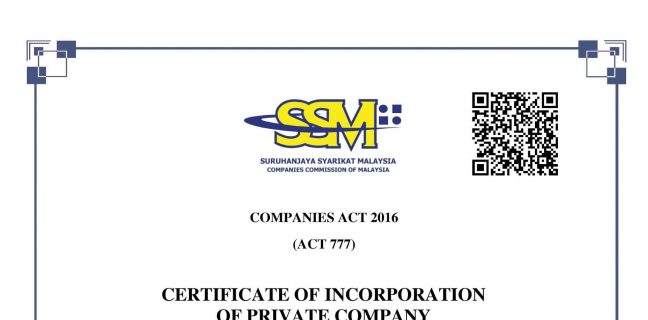 SSM
SURUHANJAYA SYARIKAT MALAYSIA
COMPANIES COMMISSION OF MALAYSIA
COMPANIES ACT 2016
(ACT 777)
CERTIFICATE OF INCORPORATION
OF PRIVATE COMPANY